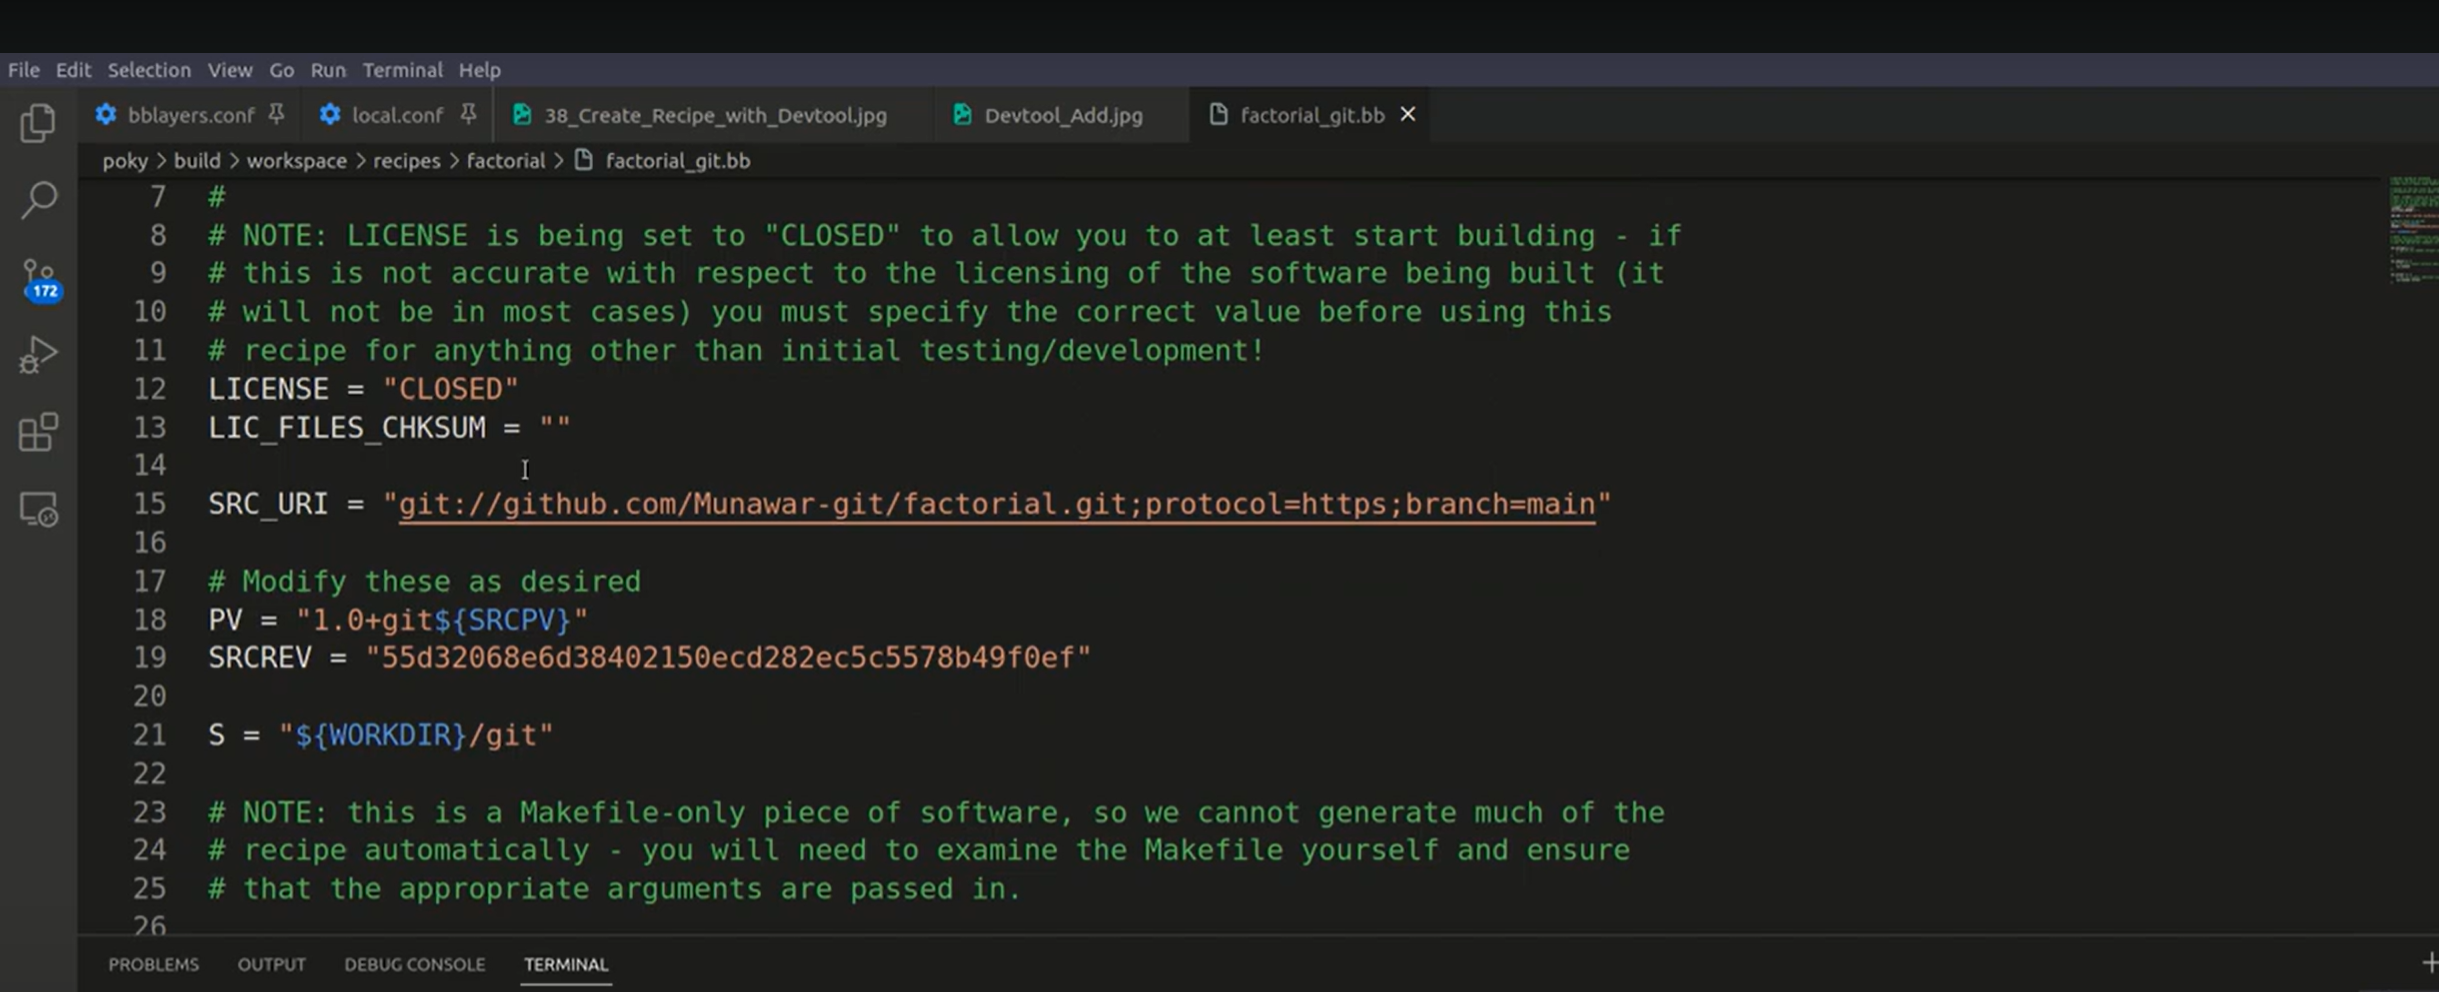 File Edit Selection View Go Run Terminal Help
bblayers.conf local.conf 38_Create_Recipe_with_Devtool.jpg Devtool_Add.jpg factorial_git.bb
poky > build > workspace > recipes > factorial > factorial_git.bb
7 #
8 # NOTE: LICENSE is being set to "CLOSED" to allow you to at least start building - if
9 # this is not accurate with respect to the licensing of the software being built (it
10 # will not be in most cases) you must specify the correct value before using this
11 # recipe for anything other than initial testing/development!
12 LICENSE = "CLOSED"
13 LIC_FILES_CHKSUM = ""
14
15 SRC_URI = "git://github.com/Munawar-git/factorial.git;protocol=https;branch=main"
16
17 # Modify these as desired
18 PV = "1.0+git${SRCPV}"
19 SRCREV = "55d32068e6d38402150ecd282ec5c5578b49f0ef"
20
21 S = "${WORKDIR}/git"
22
23 # NOTE: this is a Makefile-only piece of software, so we cannot generate much of the
24 # recipe automatically - you will need to examine the Makefile yourself and ensure
25 # that the appropriate arguments are passed in.
26
172
PROBLEMS OUTPUT DEBUG CONSOLE TERMINAL